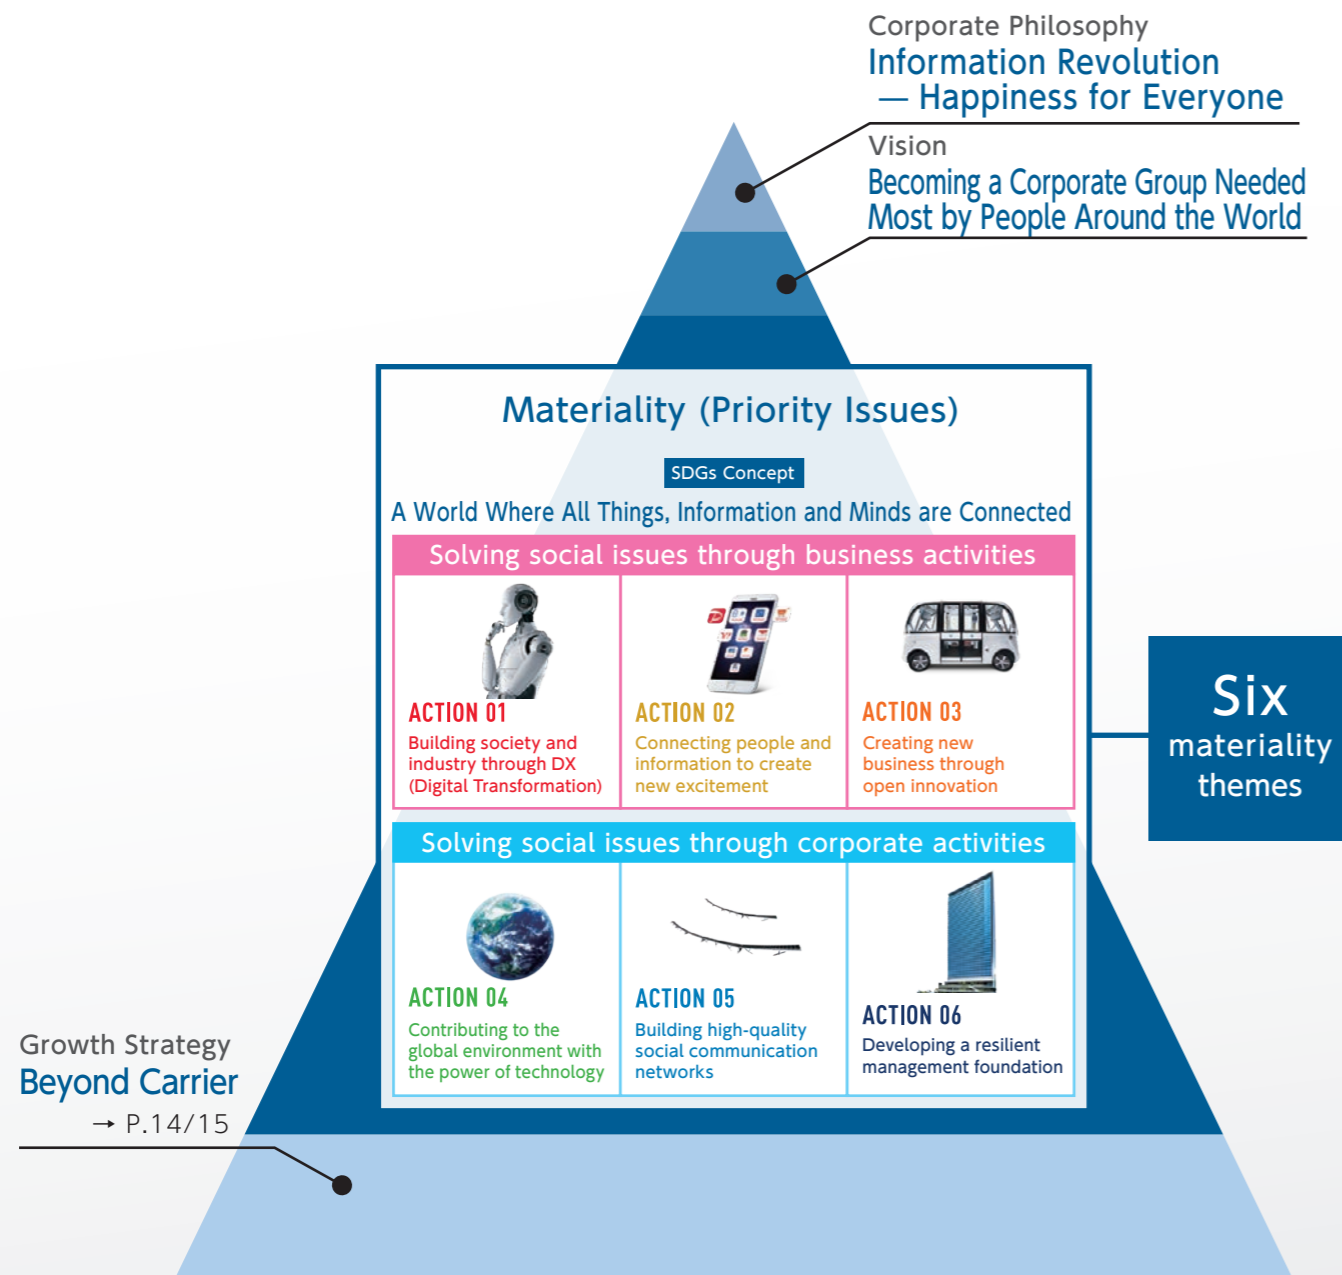 Corporate Philosophy
Information Revolution
— Happiness for Everyone
Vision
Becoming a Corporate Group Needed
Most by People Around the World
Materiality (Priority Issues)
SDGs Concept
A World Where All Things, Information and Minds are Connected
Solving social issues through business activities
ACTION 01
Building society and
industry through DX
(Digital Transformation)
ACTION 02
Connecting people and
information to create
new excitement
ACTION 03
Creating new
business through
open innovation
Six
materiality
themes
Solving social issues through corporate activities
ACTION 04
Contributing to the
global environment with
the power of technology
ACTION 05
Building high-quality
social communication
networks
ACTION 06
Developing a resilient
management foundation
Growth Strategy
Beyond Carrier
→ P.14/15